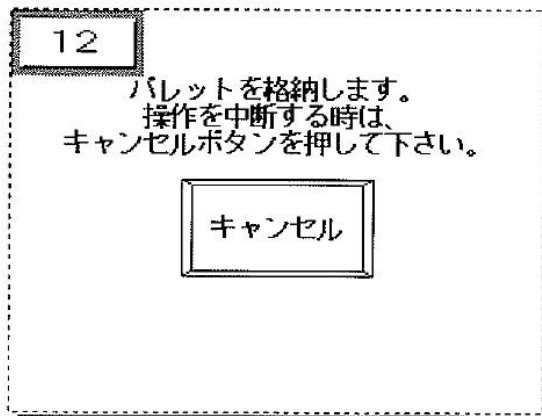 12
パレットを格納します。
操作を中断する時は、
キャンセルボタンを押して下さい。
キャンセル